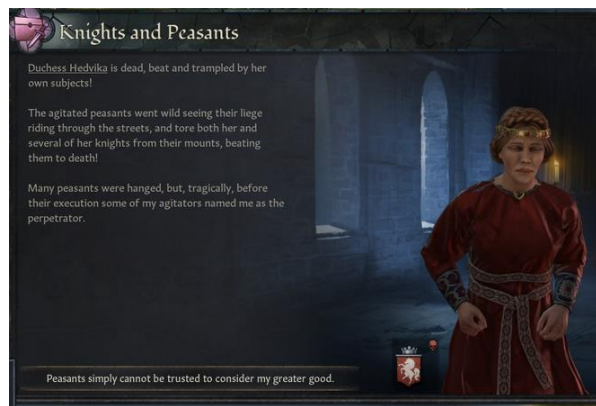 Knights and Peasants
Duchess Hedvika is dead, beat and trampled by her
own subjects!
The agitated peasants went wild seeing their liege
riding through the streets, and tore both her and
several of her knights from their mounts, beating
them to death!
Many peasants were hanged, but, tragically, before
their execution some of my agitators named me as the
perpetrator.
Peasants simply cannot be trusted to consider my greater good.